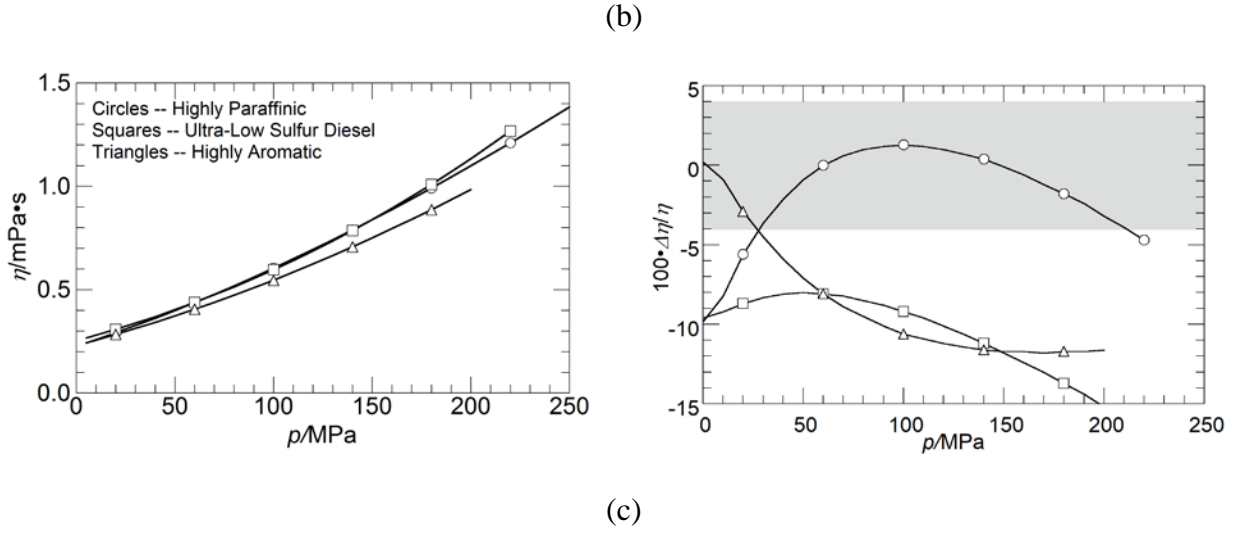 (b)
1.5
Circles -- Highly Paraffinic
Squares -- Ultra-Low Sulfur Diesel
Triangles -- Highly Aromatic
1.0
η/mPa•s
0.5
0.0
0 50 100 150 200 250
p/MPa
5
0
-5
-10
-15
100•Δη/η
0 50 100 150 200 250
p/MPa
(c)